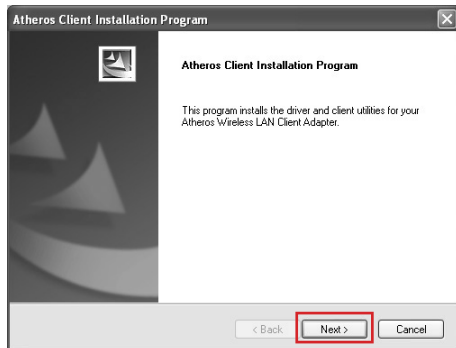 Atheros Client Installation Program
Atheros Client Installation Program
This program installs the driver and client utilities for your
Atheros Wireless LAN Client Adapter.
< Back Next > Cancel